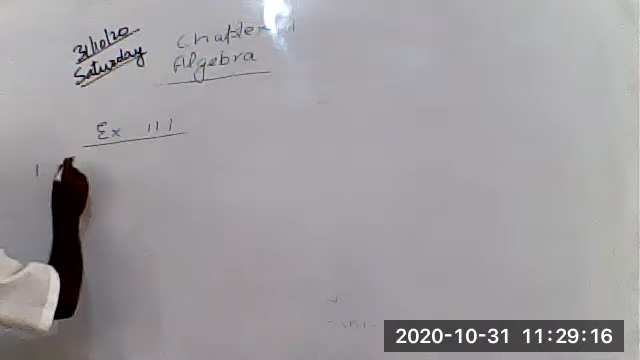 31/10/20
Saturday
Chapter-11
Algebra
Ex 11.1
1.
2020-10-31 11:29:16